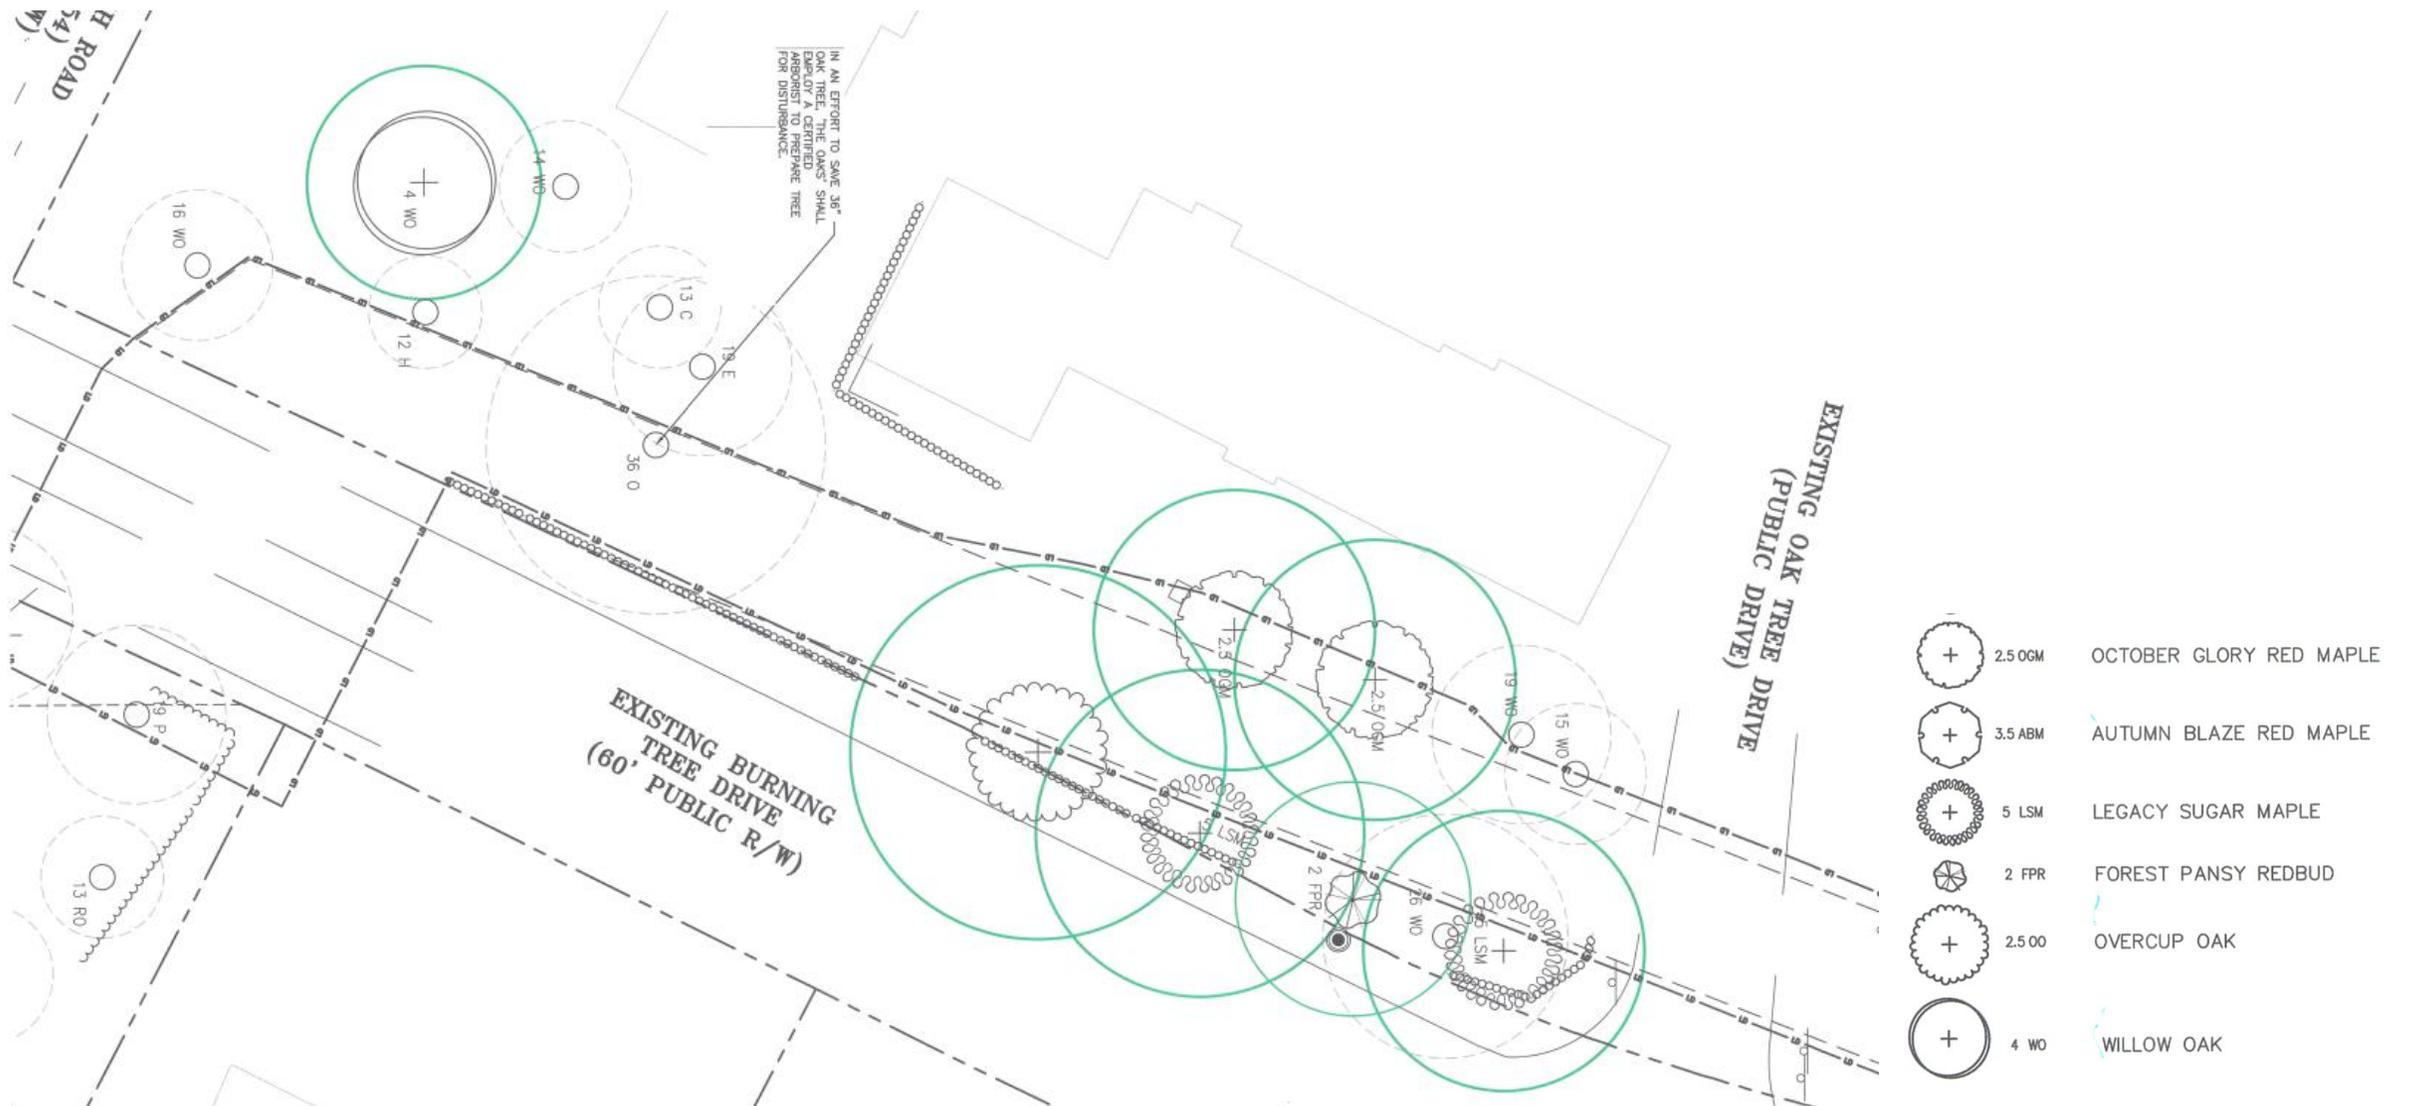 H ROAD
54)
W)
IN AN EFFORT TO SAVE 36"
OAK TREE, "THE OAKS" SHALL
EMPLOY A CERTIFIED
ARBORIST TO PREPARE TREE
FOR DISTURBANCE.
4 WO
14 WO
16 WO
12 H
13 C
19 E
36 O
EXISTING OAK TREE DRIVE
(PUBLIC DRIVE)
2.5 OGM
2.5/OGM
19 WO
15 WO
EXISTING BURNING
TREE DRIVE
(60' PUBLIC R/W)
5 LSM
2 FPR
26 WO
5 LSM
19 P
13 RO
2.5 OGM OCTOBER GLORY RED MAPLE
3.5 ABM AUTUMN BLAZE RED MAPLE
5 LSM LEGACY SUGAR MAPLE
2 FPR FOREST PANSY REDBUD
2.5 OO OVERCUP OAK
4 WO WILLOW OAK